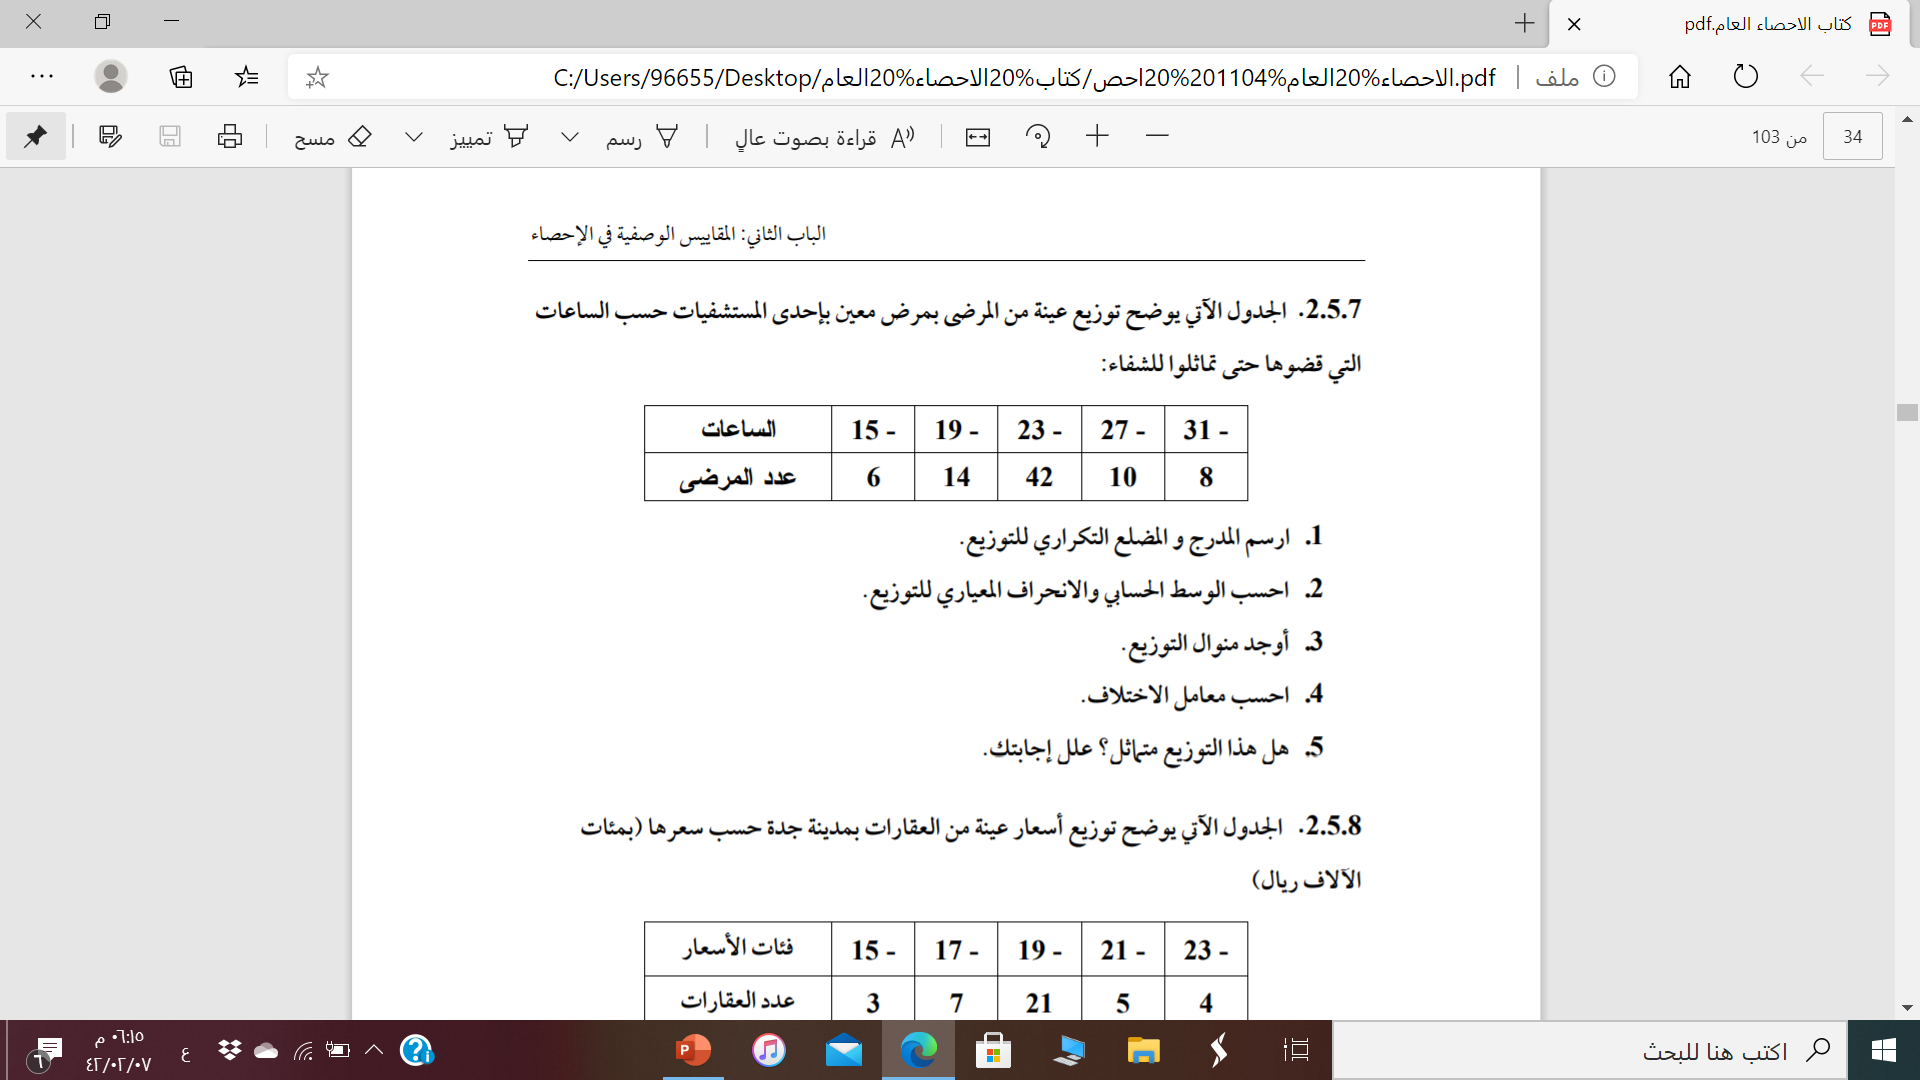 كتاب الاحصاء العام.pdf
ملف
C:/Users/96655/Desktop/كتاب%20الاحصاء%20العام/احص%201104%20الاحصاء%20العام.pdf
34
من 103
قراءة بصوت عالٍ
رسم
تمييز
مسح
الباب الثاني: المقاييس الوصفية في الإحصاء
2.5.7. الجدول الآتي يوضح توزيع عينة من المرضى بمرض معين بإحدى المستشفيات حسب الساعات
التي قضوها حتى تماثلوا للشفاء:
الساعات 15 - 19 - 23 - 27 - 31 -
عدد المرضى 6 14 42 10 8
1. ارسم المدرج و المضلع التكراري للتوزيع.
2. احسب الوسط الحسابي والانحراف المعياري للتوزيع.
3. أوجد منوال التوزيع.
4. احسب معامل الاختلاف.
5. هل هذا التوزيع متماثل؟ علل إجابتك.
2.5.8. الجدول الآتي يوضح توزيع أسعار عينة من العقارات بمدينة جدة حسب سعرها (بمئات
الآلاف ريال)
فئات الأسعار 15 - 17 - 19 - 21 - 23 -
عدد العقارات 3 7 21 5 4
اكتب هنا للبحث
ع
٠٦:١٥ م
٤٢/٠٢/٠٧
٦